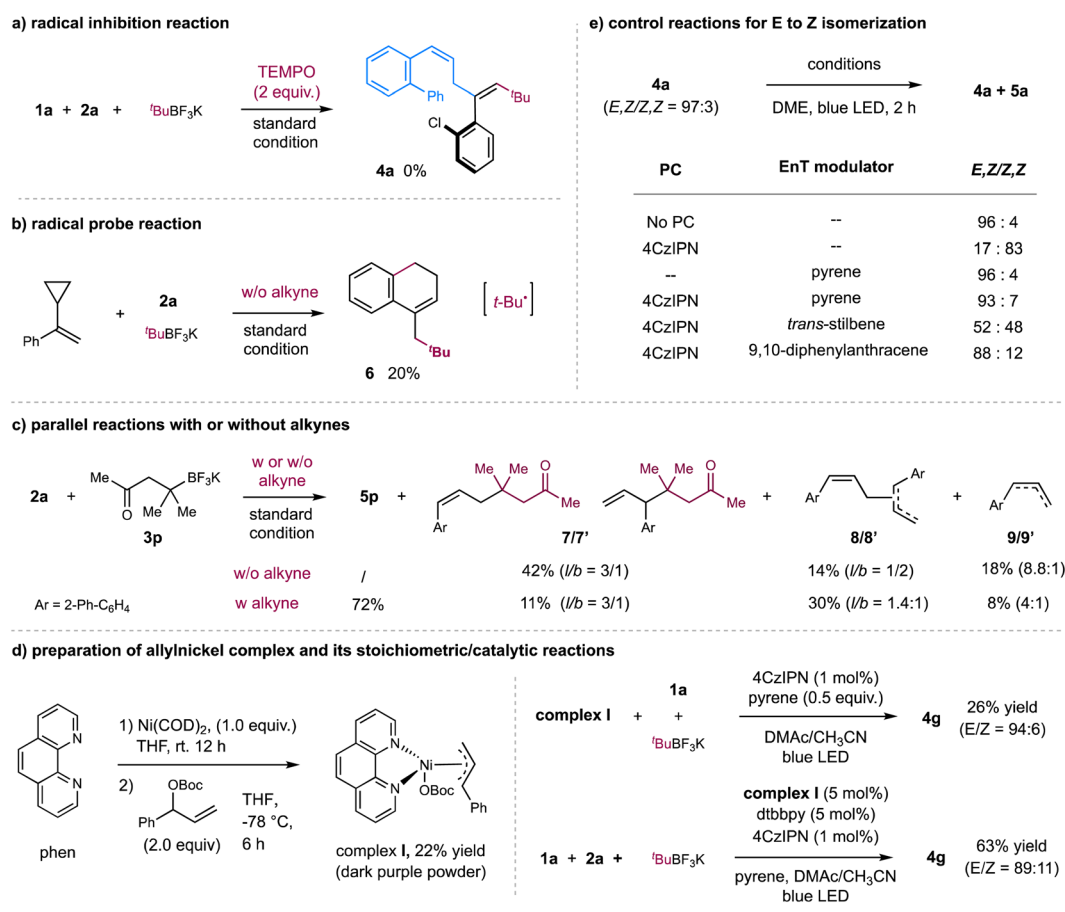 a) radical inhibition reaction
1a + 2a + tBuBF3K
TEMPO
(2 equiv.)
standard
condition
Ph
tBu
Cl
4a 0%
b) radical probe reaction
Ph
+
2a
tBuBF3K
w/o alkyne
standard
condition
tBu
6 20%
[t-Bu•]
e) control reactions for E to Z isomerization
4a
(E,Z/Z,Z = 97:3)
conditions
DME, blue LED, 2 h
4a + 5a
PC EnT modulator E,Z/Z,Z
No PC -- 96 : 4
4CzIPN -- 17 : 83
-- pyrene 96 : 4
4CzIPN pyrene 93 : 7
4CzIPN trans-stilbene 52 : 48
4CzIPN 9,10-diphenylanthracene 88 : 12
c) parallel reactions with or without alkynes
2a +
Me
BF3K
O
Me
Me
3p
w or w/o
alkyne
standard
condition
5p +
Me
Me
O
Me
Ar
Me
Me
O
Me
Ar
7/7'
+
Ar
Ar
8/8'
+
Ar
9/9'
w/o alkyne / 42% (l/b = 3/1) 14% (l/b = 1/2) 18% (8.8:1)
Ar = 2-Ph-C6H4 w alkyne 72% 11% (l/b = 3/1) 30% (l/b = 1.4:1) 8% (4:1)
d) preparation of allylnickel complex and its stoichiometric/catalytic reactions
N
N
phen
1) Ni(COD)2, (1.0 equiv.)
THF, rt. 12 h
2)
OBoc
Ph
(2.0 equiv)
THF,
-78 °C,
6 h
N
N
Ni
OBoc
Ph
complex I, 22% yield
(dark purple powder)
complex I +
1a
+
tBuBF3K
4CzIPN (1 mol%)
pyrene (0.5 equiv.)
DMAc/CH3CN
blue LED
4g
26% yield
(E/Z = 94:6)
1a + 2a + tBuBF3K
complex I (5 mol%)
dtbbpy (5 mol%)
4CzIPN (1 mol%)
pyrene, DMAc/CH3CN
blue LED
4g
63% yield
(E/Z = 89:11)